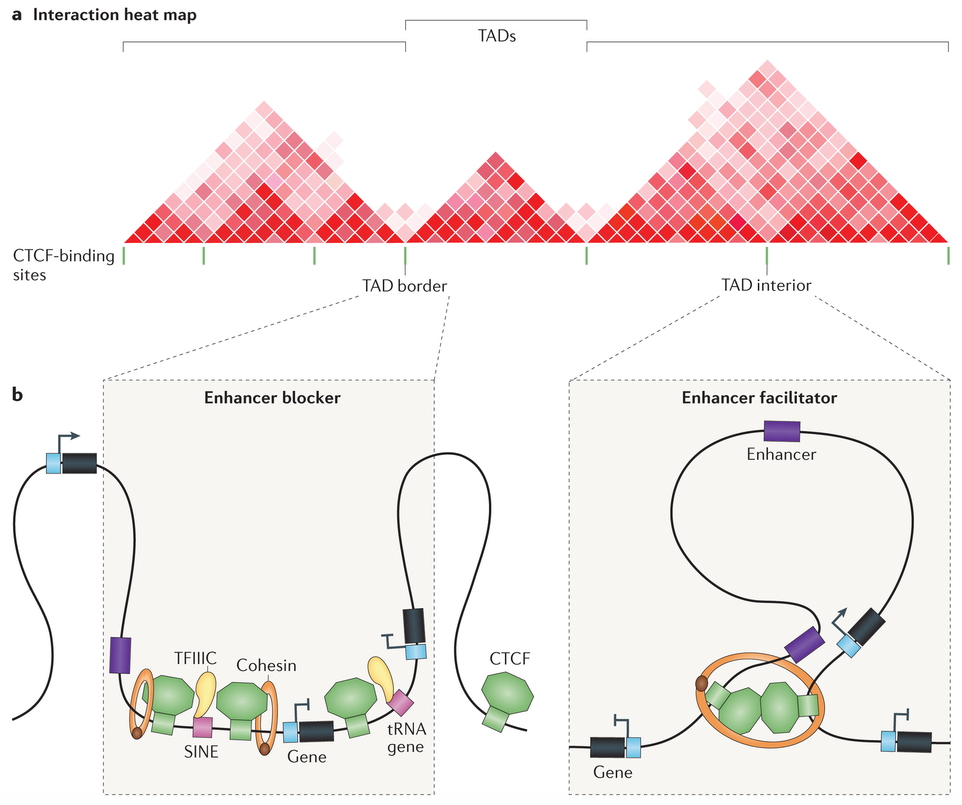 a Interaction heat map
TADs
CTCF-binding
sites
TAD border
TAD interior
b
Enhancer blocker
Enhancer facilitator
Enhancer
TFIIIC
Cohesin
CTCF
SINE
Gene
tRNA
gene
Gene